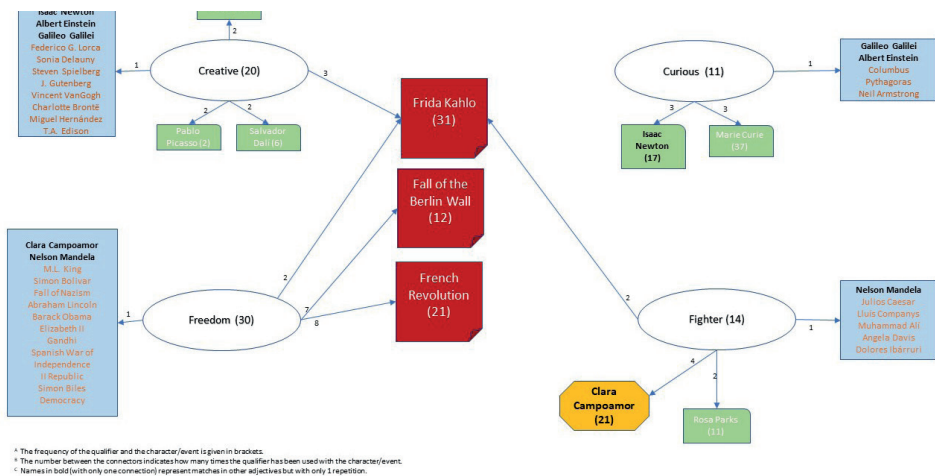 Isaac Newton
Albert Einstein
Galileo Galilei
Federico G. Lorca
Sonia Delauny
Steven Spielberg
J. Gutenberg
Vincent VanGogh
Charlotte Brontë
Miguel Hernández
T.A. Edison
1
Creative (20)
2
3
2
2
Pablo
Picasso (2)
Salvador
Dalí (6)
Frida Kahlo
(31)
Curious (11)
1
3
3
Galileo Galilei
Albert Einstein
Columbus
Pythagoras
Neil Armstrong
Isaac
Newton
(17)
Marie Curie
(37)
Fall of the
Berlin Wall
(12)
Clara Campoamor
Nelson Mandela
M.L. King
Simon Bolivar
Fall of Nazism
Abraham Lincoln
Barack Obama
Elizabeth II
Gandhi
Spanish War of
Independence
II Republic
Simon Biles
Democracy
1
Freedom (30)
2
7
8
French
Revolution
(21)
2
Fighter (14)
1
4
2
Nelson Mandela
Julios Caesar
Lluís Companys
Muhammad Ali
Angela Davis
Dolores Ibárruri
Clara
Campoamor
(21)
Rosa Parks
(11)
A The frequency of the qualifier and the character/event is given in brackets.
B The number between the connectors indicates how many times the qualifier has been used with the character/event.
C Names in bold (with only one connection) represent matches in other adjectives but with only 1 repetition.